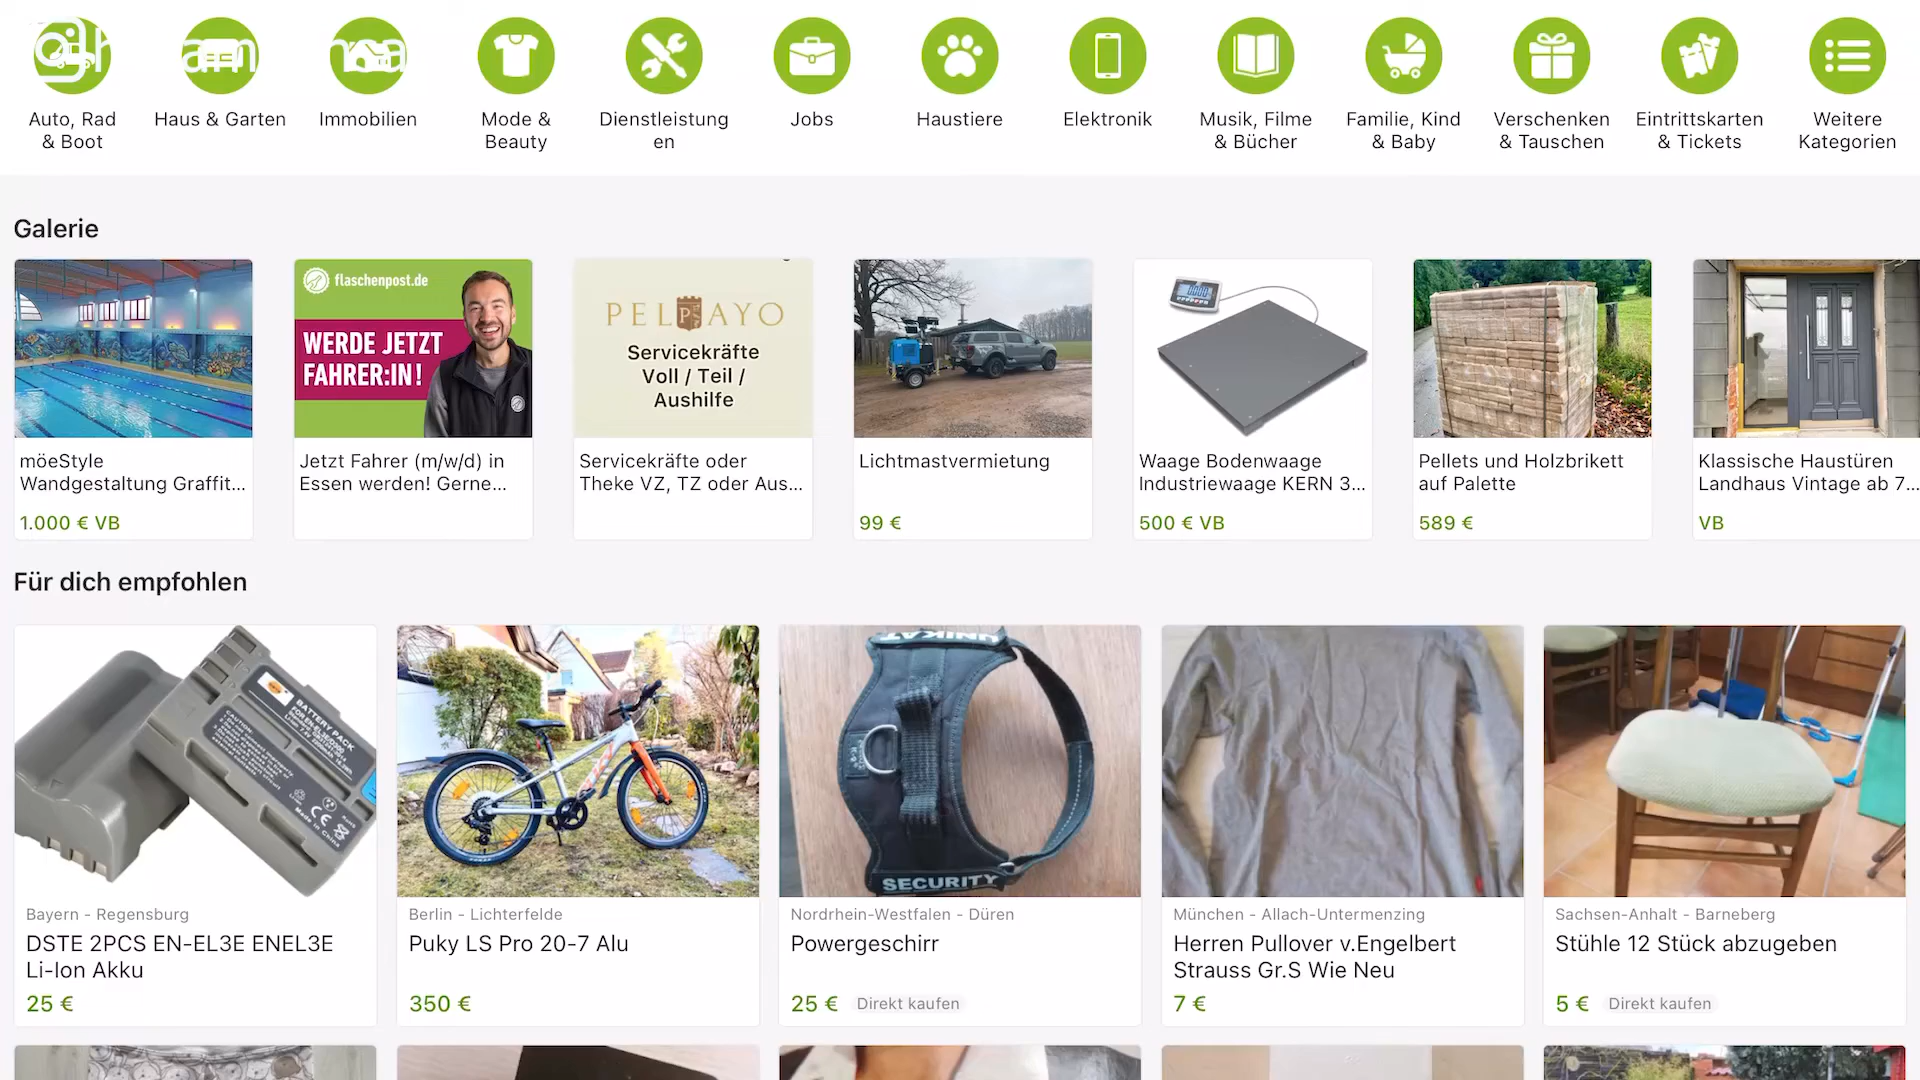 Auto, Rad
& Boot
Haus & Garten
Immobilien
Mode &
Beauty
Dienstleistung
en
Jobs
Haustiere
Elektronik
Musik, Filme
& Bücher
Familie, Kind
& Baby
Verschenken
& Tauschen
Eintrittskarten
& Tickets
Weitere
Kategorien
Galerie
flaschenpost.de
WERDE JETZT
FAHRER:IN!
PELAYO
Servicekräfte
Voll / Teil /
Aushilfe
möeStyle
Wandgestaltung Graffit...
1.000 € VB
Jetzt Fahrer (m/w/d) in
Essen werden! Gerne...
Servicekräfte oder
Theke VZ, TZ oder Aus...
Lichtmastvermietung
99 €
Waage Bodenwaage
Industriewaage KERN 3...
500 € VB
Pellets und Holzbrikett
auf Palette
589 €
Klassische Haustüren
Landhaus Vintage ab 7...
VB
Für dich empfohlen
BATTERY PACK
UNIKAT
SECURITY
Bayern - Regensburg
DSTE 2PCS EN-EL3E ENEL3E
Li-Ion Akku
25 €
Berlin - Lichterfelde
Puky LS Pro 20-7 Alu
350 €
Nordrhein-Westfalen - Düren
Powergeschirr
25 € Direkt kaufen
München - Allach-Untermenzing
Herren Pullover v.Engelbert
Strauss Gr.S Wie Neu
7 €
Sachsen-Anhalt - Barneberg
Stühle 12 Stück abzugeben
5 € Direkt kaufen